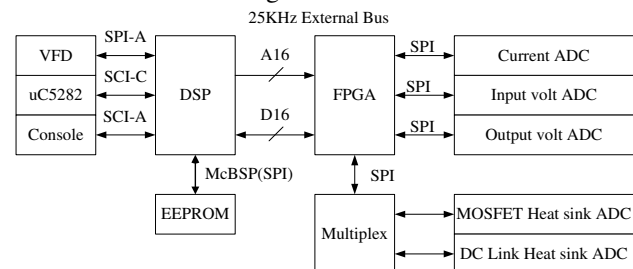 25KHz External Bus
VFD
SPI-A
uC5282
SCI-C
Console
SCI-A
DSP
A16
D16
FPGA
SPI
Current ADC
SPI
Input volt ADC
SPI
Output volt ADC
McBSP(SPI)
SPI
EEPROM
Multiplex
MOSFET Heat sink ADC
DC Link Heat sink ADC